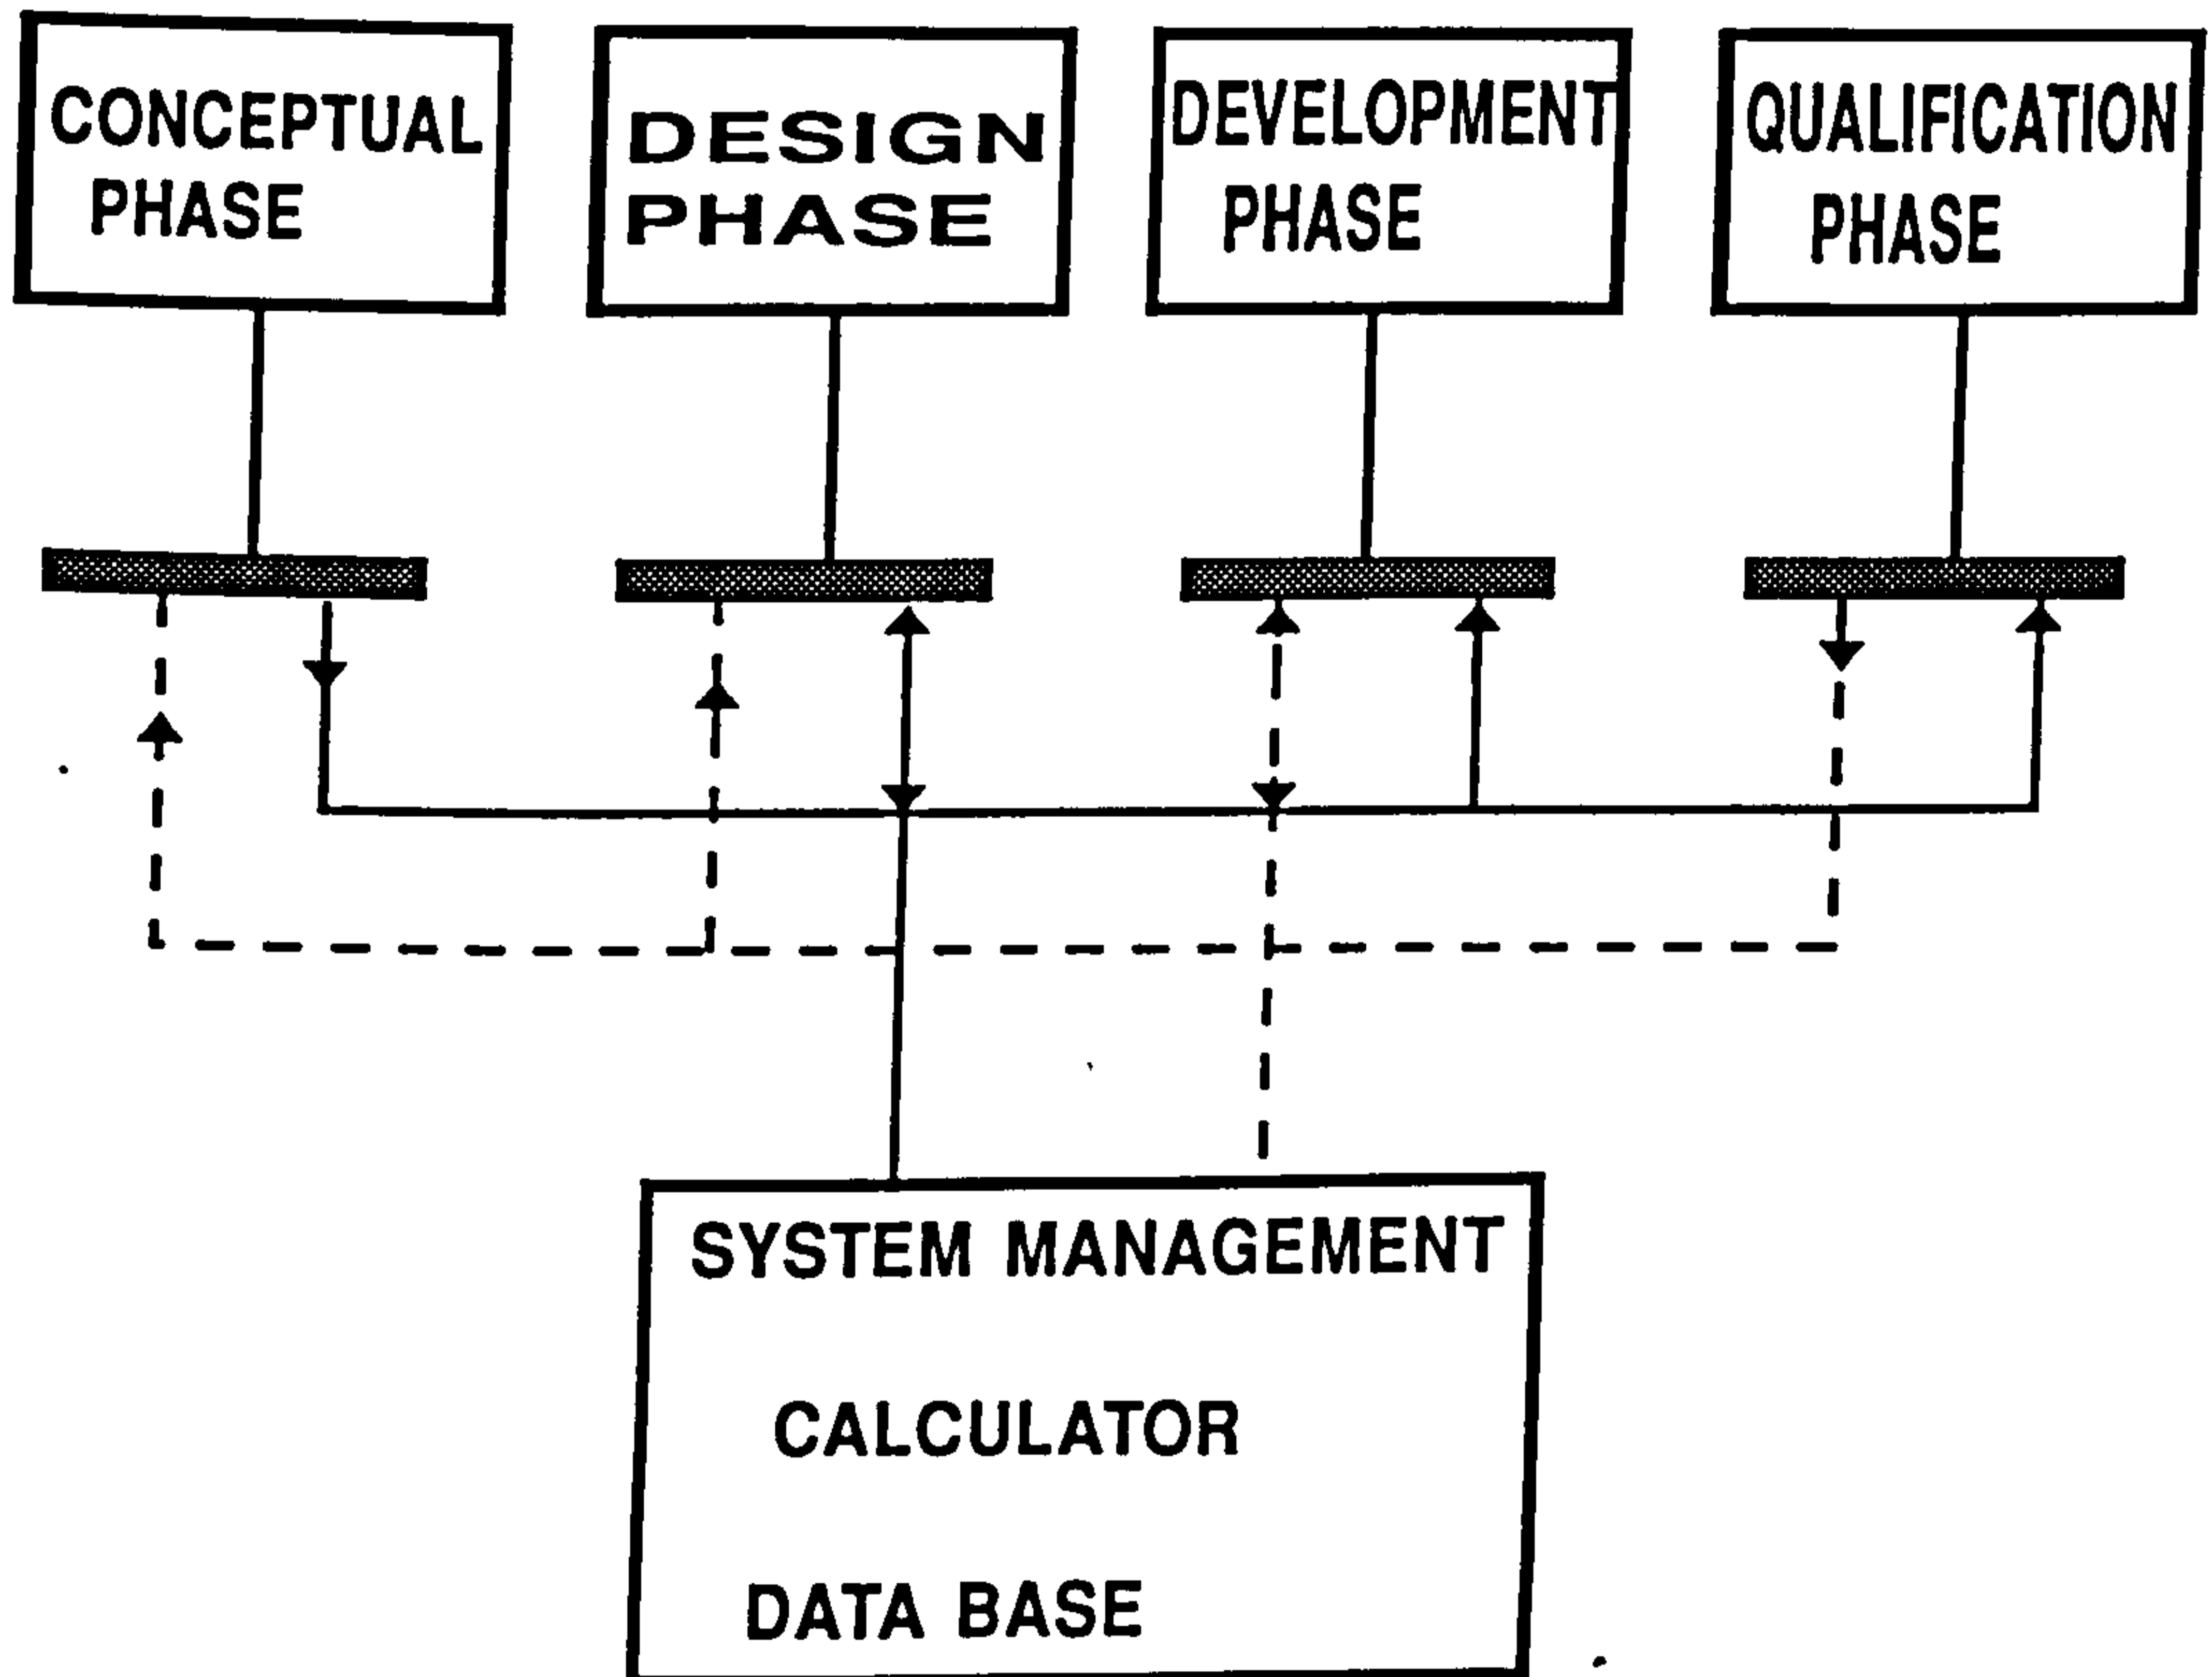 CONCEPTUAL
PHASE
DESIGN
PHASE
DEVELOPMENT
PHASE
QUALIFICATION
PHASE
SYSTEM MANAGEMENT
CALCULATOR
DATA BASE